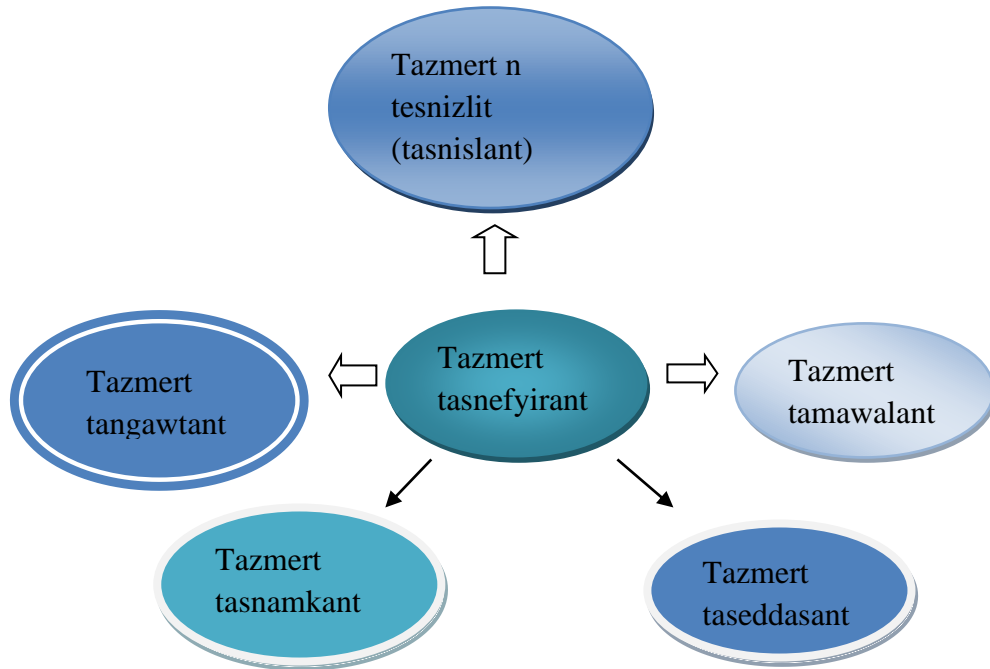 Tazmert n
tesnizlit
(tasnislant)
Tazmert
tangawtant
Tazmert
tasnefyirant
Tazmert
tamawalant
Tazmert
tasnamkant
Tazmert
taseddasant